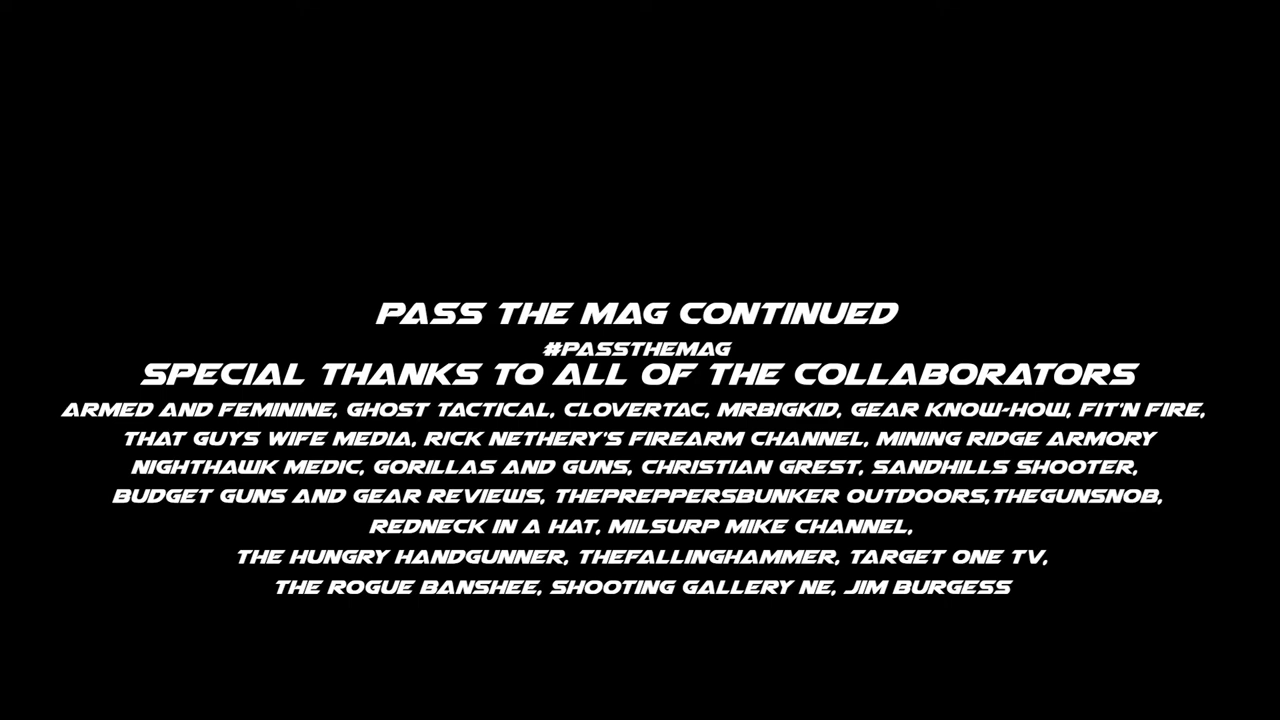 PASS THE MAG CONTINUED
#PASSTHEMAG
SPECIAL THANKS TO ALL OF THE COLLABORATORS
ARMED AND FEMININE, GHOST TACTICAL, CLOVERTAC, MRBIGKID, GEAR KNOW-HOW, FIT'N FIRE,
THAT GUYS WIFE MEDIA, RICK NETHERY'S FIREARM CHANNEL, MINING RIDGE ARMORY
NIGHTHAWK MEDIC, GORILLAS AND GUNS, CHRISTIAN GREST, SANDHILLS SHOOTER,
BUDGET GUNS AND GEAR REVIEWS, THEPREPPERSBUNKER OUTDOORS,THEGUNSNOB,
REDNECK IN A HAT, MILSURP MIKE CHANNEL,
THE HUNGRY HANDGUNNER, THEFALLINGHAMMER, TARGET ONE TV,
THE ROGUE BANSHEE, SHOOTING GALLERY NE, JIM BURGESS